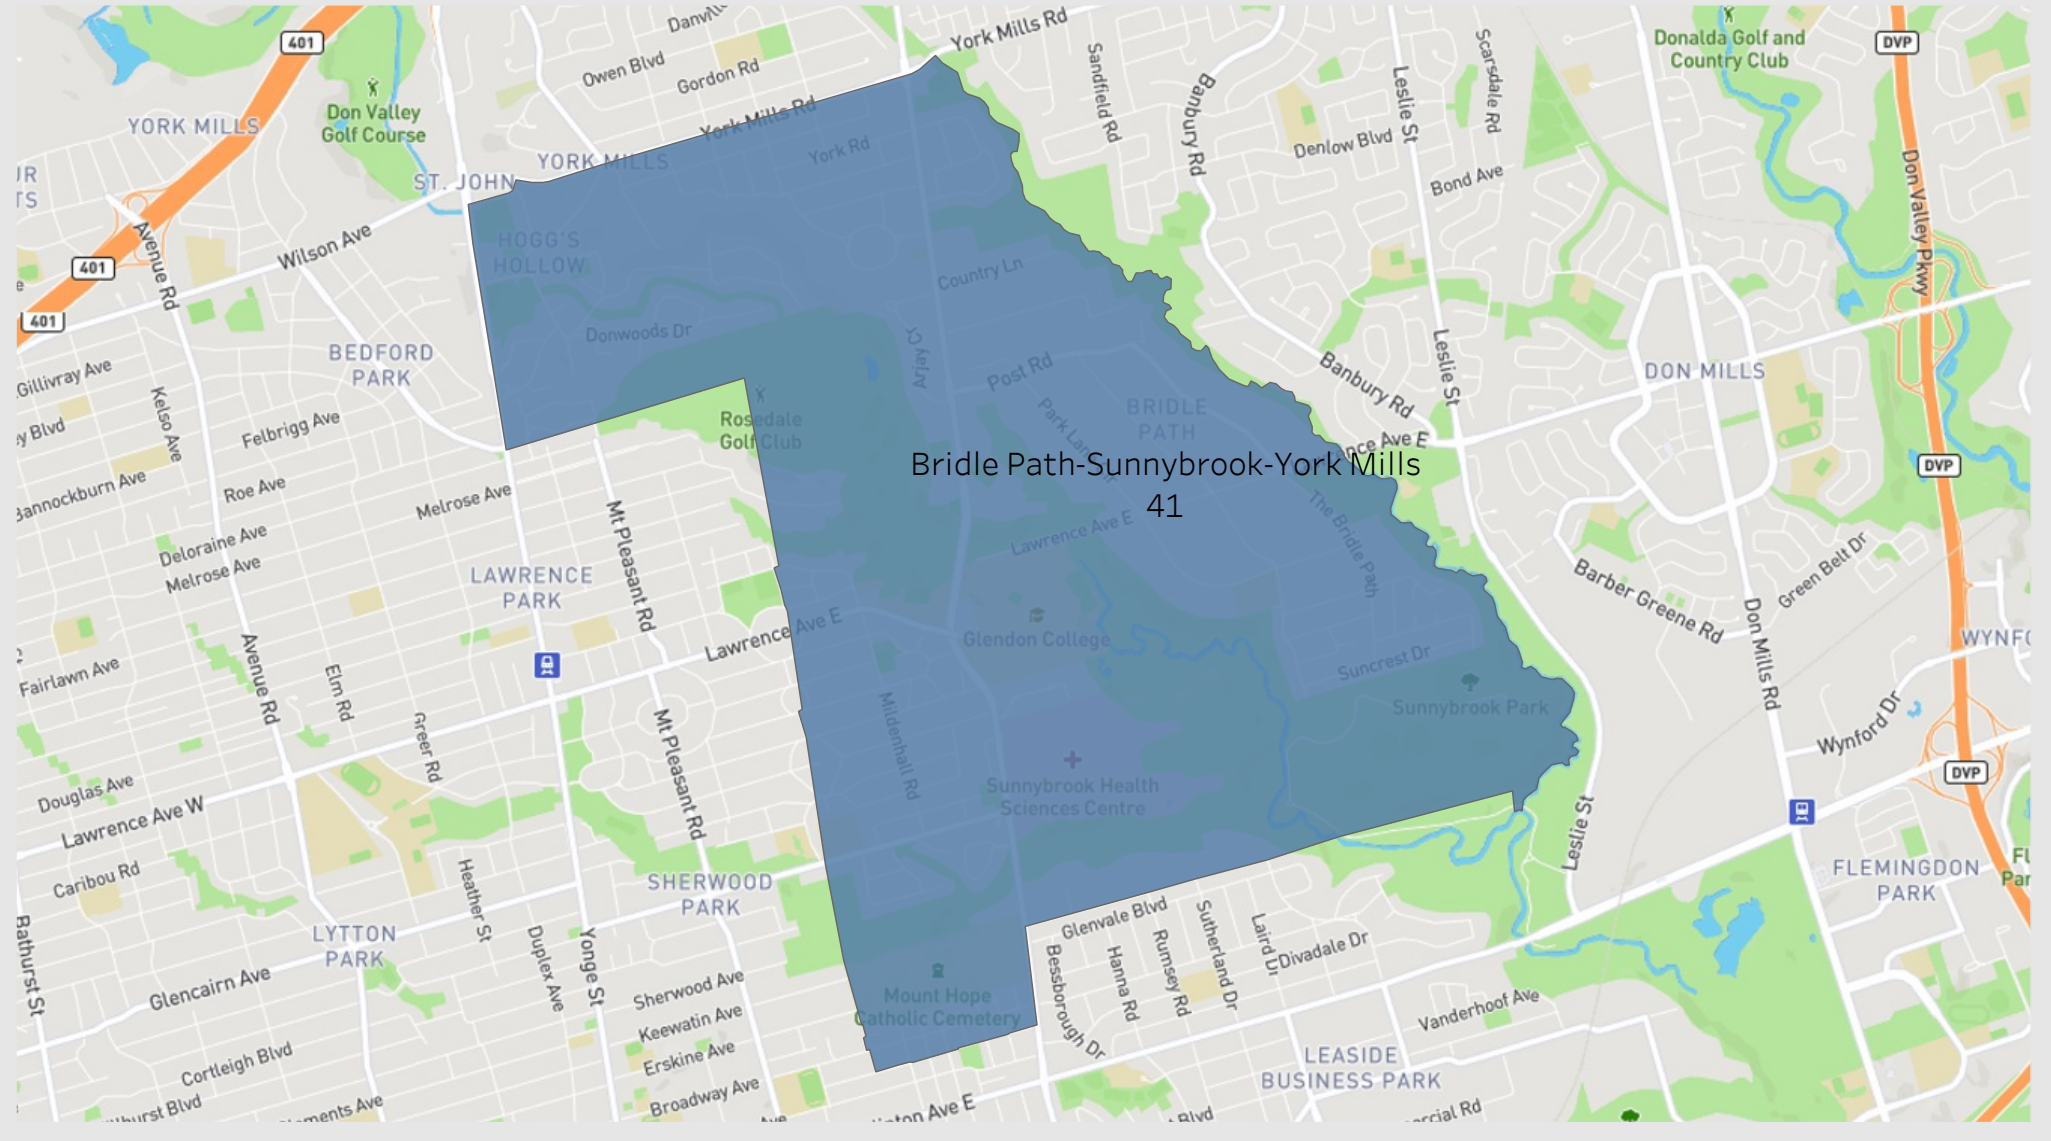 401
Don Valley
Golf Course
YORK MILLS
Owen Blvd
Gordon Rd
York Mills Rd
York Mills Rd
Sandfield Rd
Banbury Rd
Leslie St
Scarsdale Rd
Denlow Blvd
Bond Ave
Donalda Golf and
Country Club
DVP
Don Valley Pkwy
YORK MILLS
York Rd
ST. JOHN
HOGG'S
HOLLOW
Avenue Rd
Wilson Ave
401
401
Country Ln
Donwoods Dr
Arjay Cr
Post Rd
Park Lane
BRIDLE
PATH
Banbury Rd
Leslie St
DON MILLS
BEDFORD
PARK
Gillivray Ave
Kelso Ave
Felbrigg Ave
Blvd
Rosedale
Golf Club
Ave E
Bridle Path-Sunnybrook-York Mills
41
DVP
Bannockburn Ave
Roe Ave
Melrose Ave
Mt Pleasant Rd
Lawrence Ave E
The Bridle Path
Deloraine Ave
Melrose Ave
LAWRENCE
PARK
Barber Greene Rd
Green Belt Dr
Don Mills Rd
Lawrence Ave E
Glendon College
Suncrest Dr
Sunnybrook Park
Fairlawn Ave
Avenue Rd
Elm Rd
Greer Rd
Mt Pleasant Rd
Mildenhall Rd
Sunnybrook Health
Sciences Centre
Wynford Dr
DVP
Douglas Ave
Lawrence Ave W
Caribou Rd
Heather St
SHERWOOD
PARK
Leslie St
FLEMINGDON
PARK
Bathurst St
LYTTON
PARK
Duplex Ave
Yonge St
Glencairn Ave
Sherwood Ave
Keewatin Ave
Erskine Ave
Broadway Ave
Mount Hope
Catholic Cemetery
Glenvale Blvd
Bessborough Dr
Hanna Rd
Rumsey Rd
Sutherland Dr
Laird Dr
Divadale Dr
Vanderhoof Ave
LEASIDE
BUSINESS PARK
Cortleigh Blvd
Blvd
Ave
Ave E
Blvd
Rd